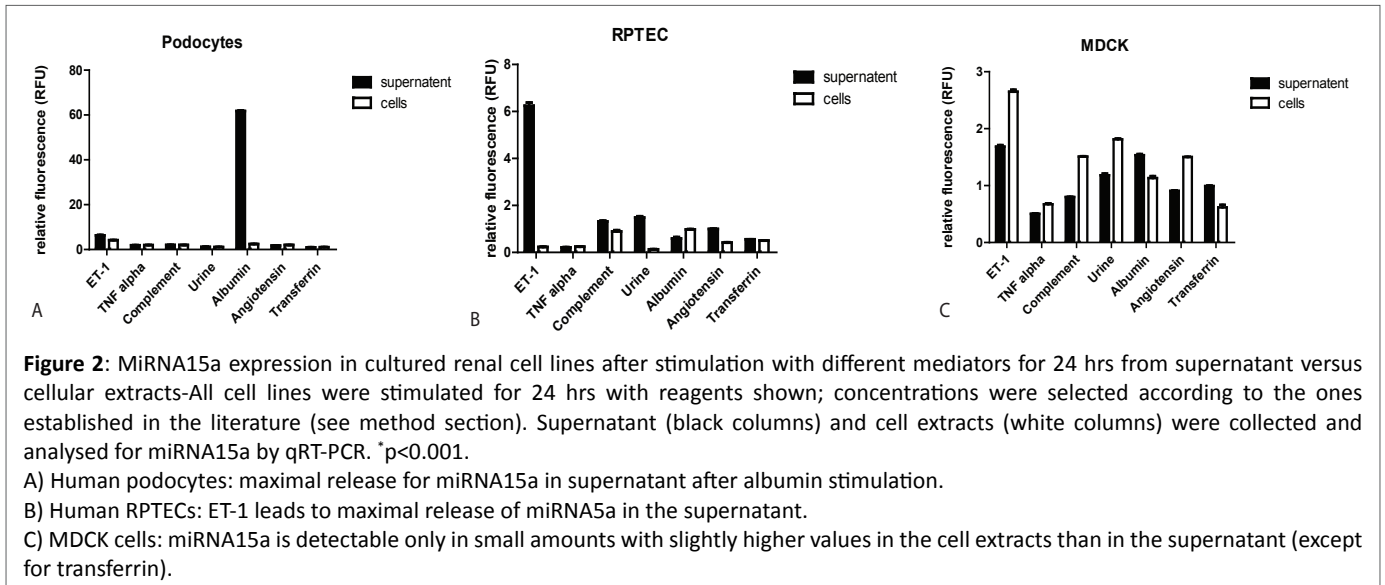 Podocytes
relative fluorescence (RFU)
80
60
40
20
0
supernatent
cells
ET-1
TNF alpha
Complement
Urine
Albumin
Angiotensin
Transferrin
A
RPTEC
relative fluorescence (RFU)
8
6
4
2
0
supernatent
cells
ET-1
TNF alpha
Complement
Urine
Albumin
Angiotensin
Transferrin
B
MDCK
relative fluorescence (RFU)
3
2
1
0
supernatent
cells
ET-1
TNF alpha
Complement
Urine
Albumin
Angiotensin
Transferrin
C
Figure 2: MiRNA15a expression in cultured renal cell lines after stimulation with different mediators for 24 hrs from supernatant versus
cellular extracts-All cell lines were stimulated for 24 hrs with reagents shown; concentrations were selected according to the ones
established in the literature (see method section). Supernatant (black columns) and cell extracts (white columns) were collected and
analysed for miRNA15a by qRT-PCR. *p<0.001.
A) Human podocytes: maximal release for miRNA15a in supernatant after albumin stimulation.
B) Human RPTECs: ET-1 leads to maximal release of miRNA5a in the supernatant.
C) MDCK cells: miRNA15a is detectable only in small amounts with slightly higher values in the cell extracts than in the supernatant (except
for transferrin).